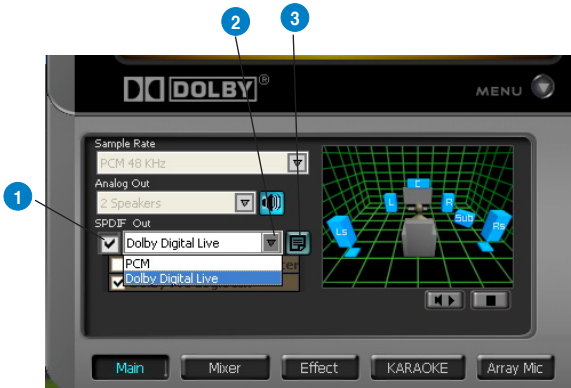 2
3
DOLBY®
MENU
Sample Rate
PCM 48 KHz
Analog Out
2 Speakers
1
SPDIF Out
Dolby Digital Live
PCM
Dolby Digital Live
C
L
R
Sub
Ls
Rs
Main
Mixer
Effect
KARAOKE
Array Mic